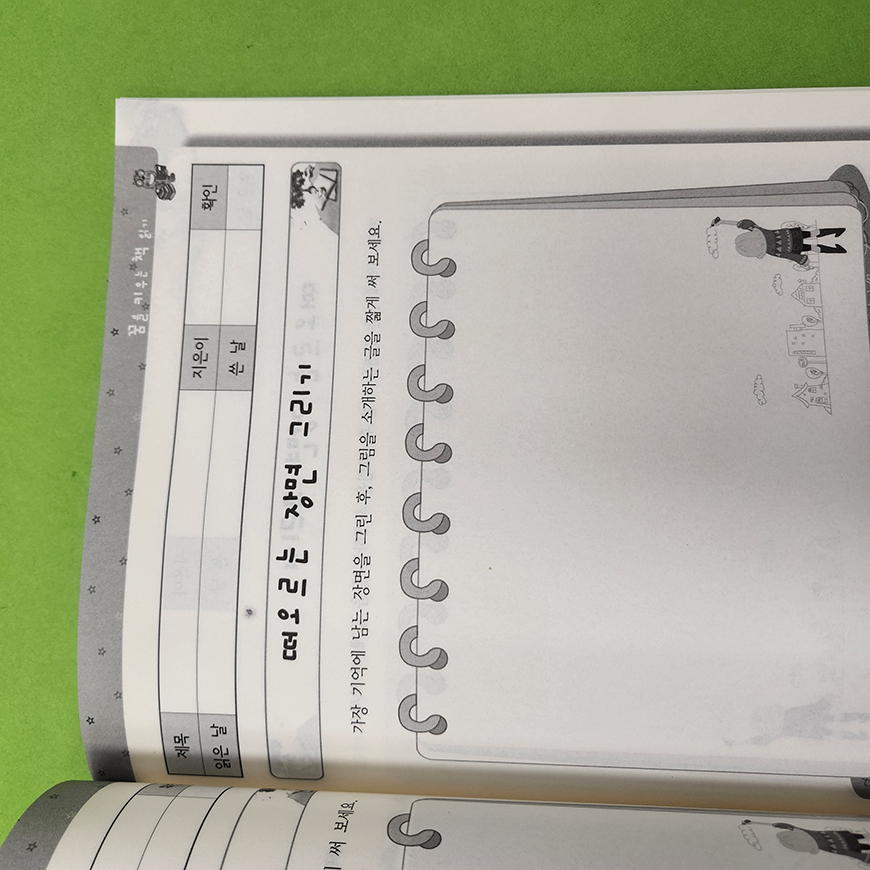 꿈을 키우는 책 읽기
제목 지은이 확인
읽은 날 쓴 날
떠오르는 장면 그리기
가장 기억에 남는 장면을 그린 후, 그림을 소개하는 글을 짧게 써 보세요.
써 보세요.